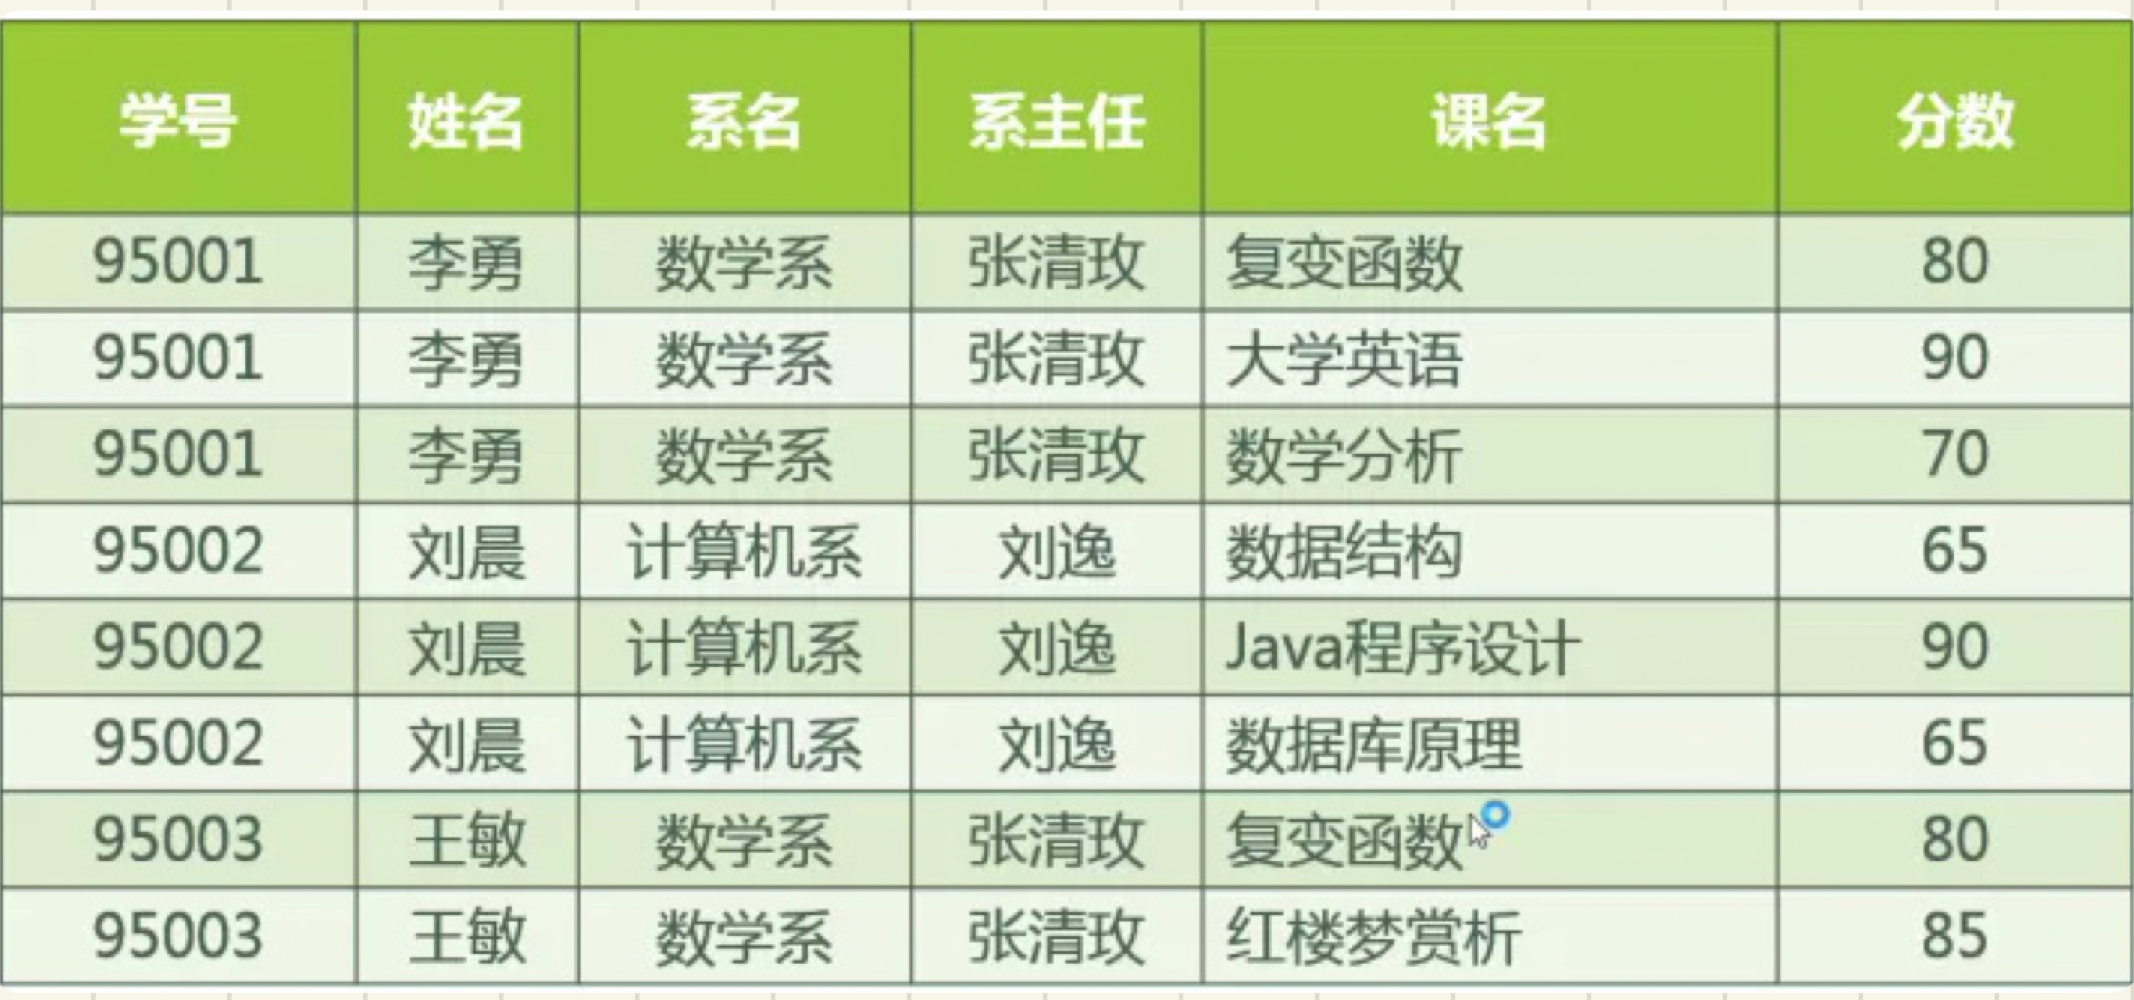 学号 姓名 系名 系主任 课名 分数
95001 李勇 数学系 张清玫 复变函数 80
95001 李勇 数学系 张清玫 大学英语 90
95001 李勇 数学系 张清玫 数学分析 70
95002 刘晨 计算机系 刘逸 数据结构 65
95002 刘晨 计算机系 刘逸 Java程序设计 90
95002 刘晨 计算机系 刘逸 数据库原理 65
95003 王敏 数学系 张清玫 复变函数 80
95003 王敏 数学系 张清玫 红楼梦赏析 85